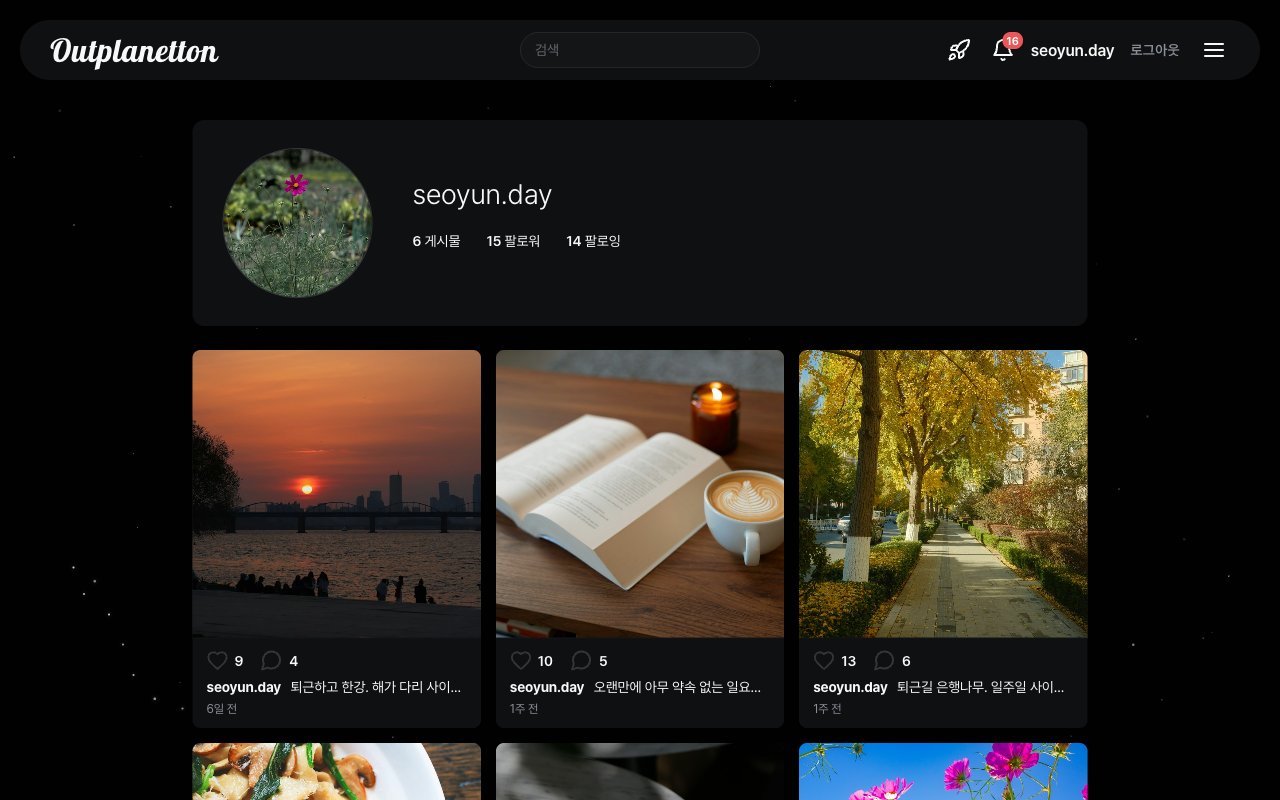 Outplanetton
검색
16
seoyun.day
로그아웃
seoyun.day
6 게시물 15 팔로워 14 팔로잉
9 4
seoyun.day 퇴근하고 한강. 해가 다리 사이...
6일 전
10 5
seoyun.day 오랜만에 아무 약속 없는 일요...
1주 전
13 6
seoyun.day 퇴근길 은행나무. 일주일 사이...
1주 전